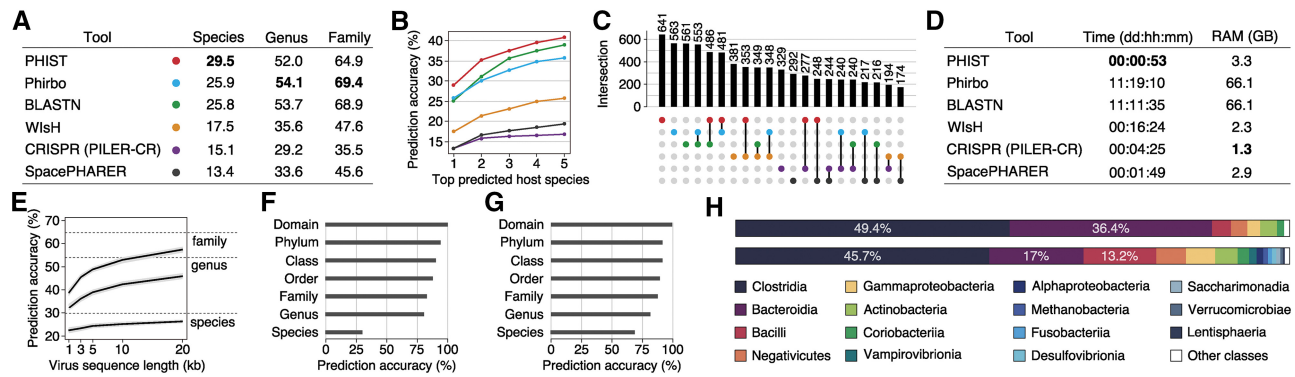 A
Tool Species Genus Family
PHIST 29.5 52.0 64.9
Phirbo 25.9 54.1 69.4
BLASTN 25.8 53.7 68.9
WIsH 17.5 35.6 47.6
CRISPR (PILER-CR) 15.1 29.2 35.5
SpacePHARER 13.4 33.6 45.6
B
Prediction accuracy (%)
40
35
30
25
20
15
1 2 3 4 5
Top predicted host species
C
Intersection
600
400
200
0
641 563 561 553 486 481 381 353 349 348 329 292 277 248 244 240 240 217 216 194 174
D
Tool Time (dd:hh:mm) RAM (GB)
PHIST 00:00:53 3.3
Phirbo 11:19:10 66.1
BLASTN 11:11:35 66.1
WIsH 00:16:24 2.3
CRISPR (PILER-CR) 00:04:25 1.3
SpacePHARER 00:01:49 2.9
E
Prediction accuracy (%)
70
60
50
40
30
20
family
genus
species
1 3 5 10 20
Virus sequence length (kb)
F
Domain
Phylum
Class
Order
Family
Genus
Species
0 25 50 75 100
Prediction accuracy (%)
G
Domain
Phylum
Class
Order
Family
Genus
Species
0 25 50 75 100
Prediction accuracy (%)
H
49.4% 36.4%
45.7% 17% 13.2%
Clostridia Gammaproteobacteria Alphaproteobacteria Saccharimonadia
Bacteroidia Actinobacteria Methanobacteria Verrucomicrobiae
Bacilli Coriobacteriia Fusobacteriia Lentisphaeria
Negativicutes Vampirovibrionia Desulfovibrionia Other classes